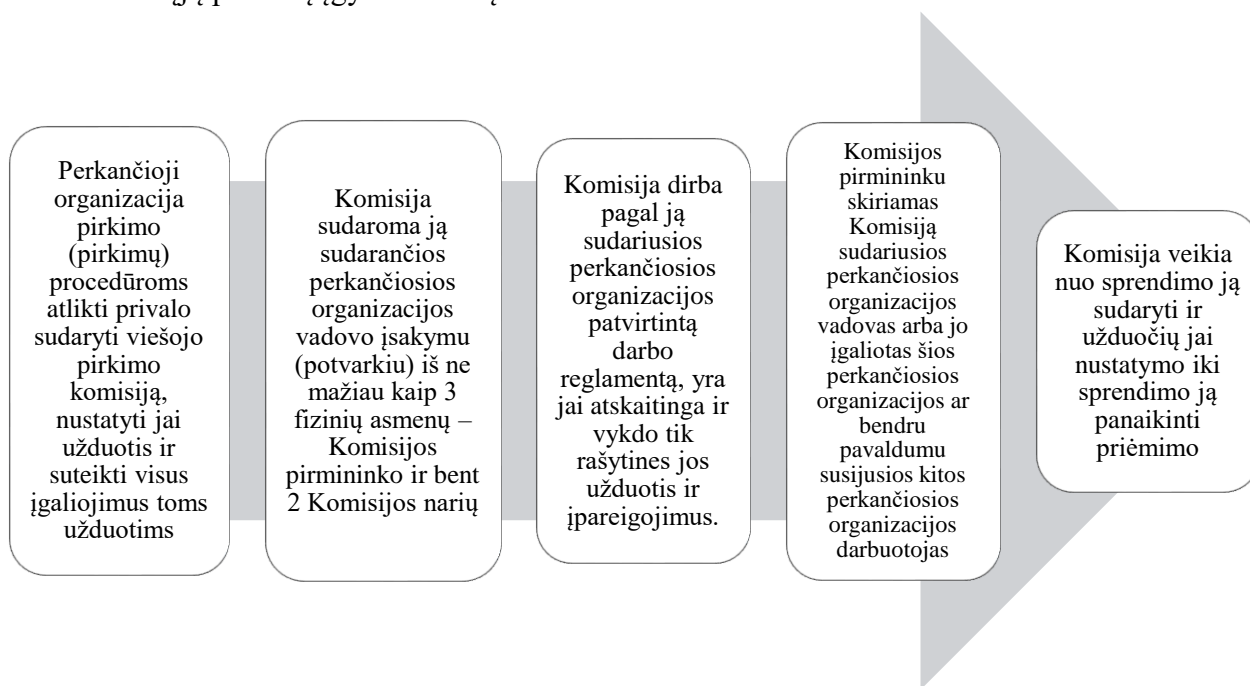 Perkančioji
organizacija
pirkimo
(pirkimų)
procedūroms
atlikti privalo
sudaryti viešojo
pirkimo
komisiją,
nustatyti jai
užduotis ir
suteikti visus
įgaliojimus toms
užduotims
Komisija
sudaroma ją
sudarančios
perkančiosios
organizacijos
vadovo įsakymu
(potvarkiu) iš ne
mažiau kaip 3
fizinių asmenų –
Komisijos
pirmininko ir bent
2 Komisijos narių
Komisija dirba
pagal ją
sudariusios
perkančiosios
organizacijos
patvirtintą
darbo
reglamentą, yra
jai atskaitinga ir
vykdo tik
rašytines jos
užduotis ir
įpareigojimus.
Komisijos
pirmininku
skiriamas
Komisiją
sudariusios
perkančiosios
organizacijos
vadovas arba jo
įgaliotas šios
perkančiosios
organizacijos ar
bendru
pavaldumu
susijusios kitos
perkančiosios
organizacijos
darbuotojas
Komisija veikia
nuo sprendimo ją
sudaryti ir
užduočių jai
nustatymo iki
sprendimo ją
panaikinti
priėmimo